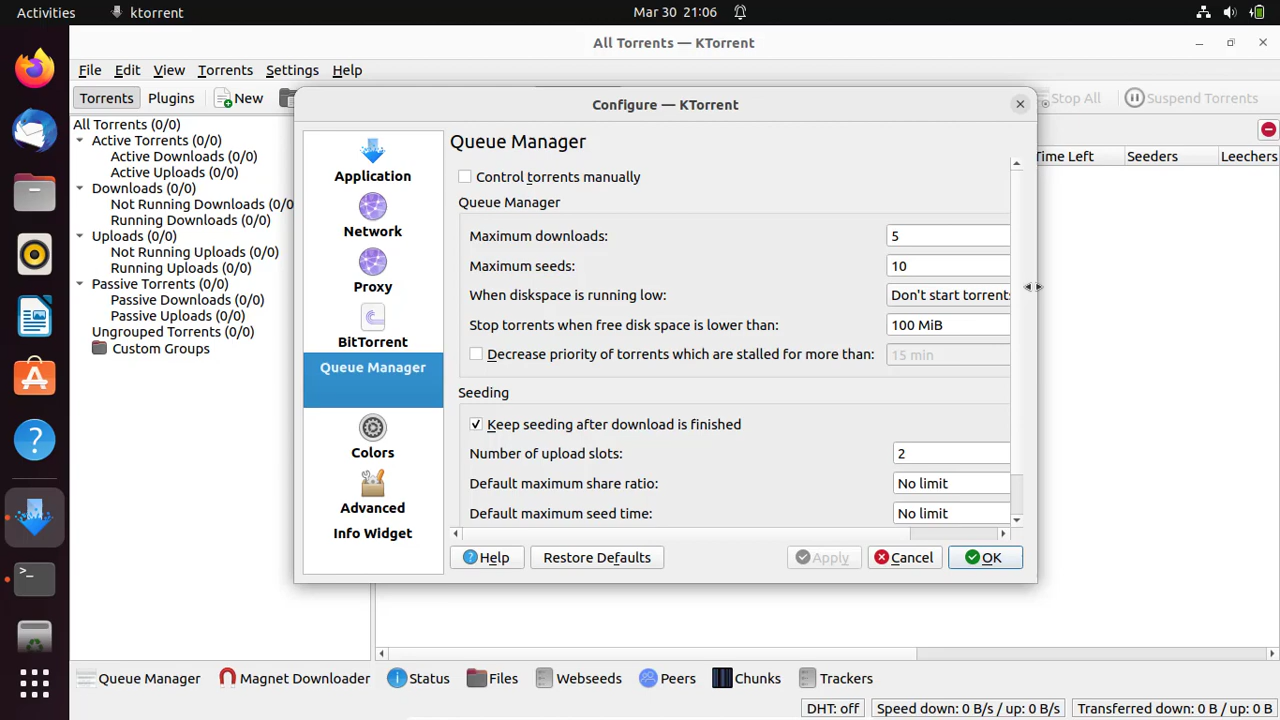 Activities
ktorrent
Mar 30 21:06
All Torrents — KTorrent
File Edit View Torrents Settings Help
Torrents Plugins New Stop All Suspend Torrents
All Torrents (0/0)
Active Torrents (0/0)
Active Downloads (0/0)
Active Uploads (0/0)
Downloads (0/0)
Not Running Downloads (0/0
Running Downloads (0/0)
Uploads (0/0)
Not Running Uploads (0/0)
Running Uploads (0/0)
Passive Torrents (0/0)
Passive Downloads (0/0)
Passive Uploads (0/0)
Ungrouped Torrents (0/0)
Custom Groups
Time Left Seeders Leechers
Configure — KTorrent
Application
Network
Proxy
BitTorrent
Queue Manager
Colors
Advanced
Info Widget
Queue Manager
Control torrents manually
Queue Manager
Maximum downloads: 5
Maximum seeds: 10
When diskspace is running low: Don't start torrents
Stop torrents when free disk space is lower than: 100 MiB
Decrease priority of torrents which are stalled for more than: 15 min
Seeding
Keep seeding after download is finished
Number of upload slots: 2
Default maximum share ratio: No limit
Default maximum seed time: No limit
Help Restore Defaults Apply Cancel OK
Queue Manager Magnet Downloader Status Files Webseeds Peers Chunks Trackers
DHT: off Speed down: 0 B/s / up: 0 B/s Transferred down: 0 B / up: 0 B